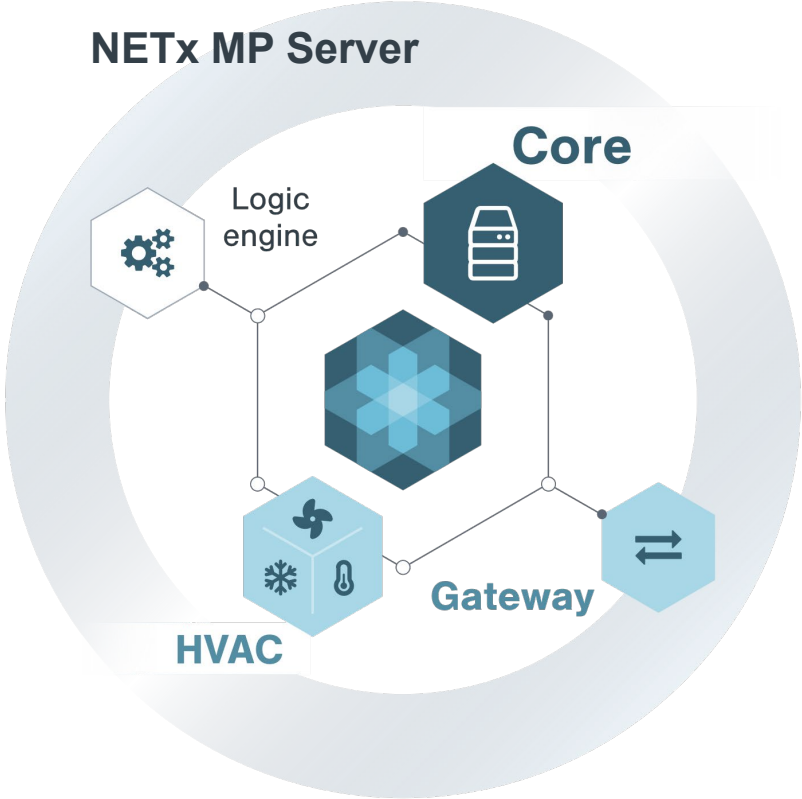 NETx MP Server
Core
Logic
engine
Gateway
HVAC